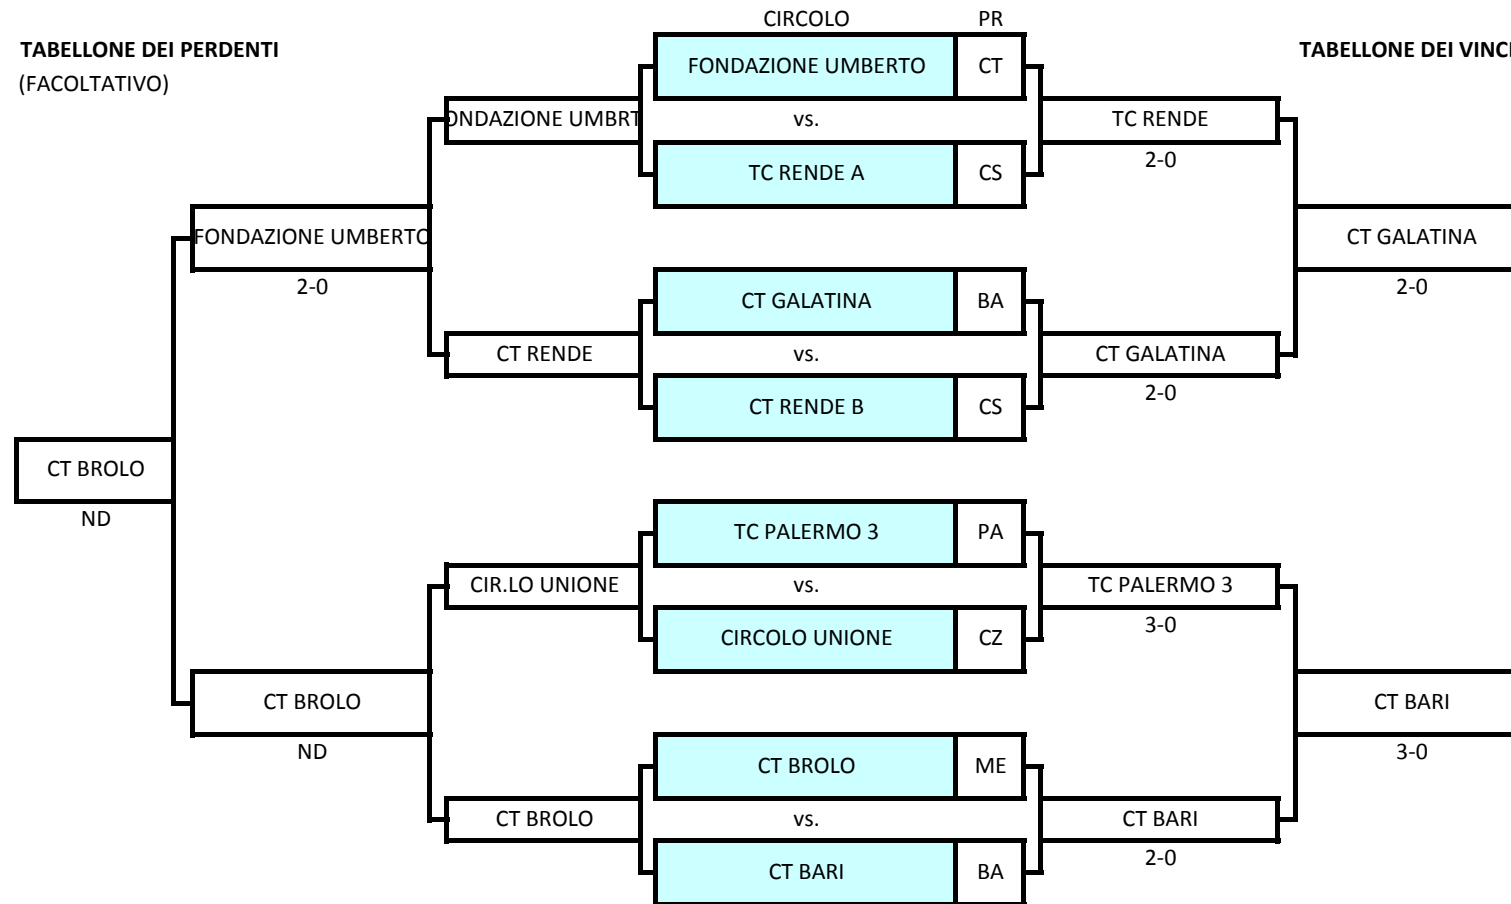 CIRCOLO PR
TABELLONE DEI PERDENTI
(FACOLTATIVO)
TABELLONE DEI VINC
FONDAZIONE UMBERTO CT
ONDAZIONE UMBRT vs. TC RENDE
2-0
TC RENDE A CS
FONDAZIONE UMBERTO CT GALATINA
2-0 2-0
CT GALATINA BA
CT RENDE vs. CT GALATINA
2-0
CT RENDE B CS
CT BROLO
ND
TC PALERMO 3 PA
CIR.LO UNIONE vs. TC PALERMO 3
3-0
CIRCOLO UNIONE CZ
CT BROLO CT BARI
ND 3-0
CT BROLO ME
CT BROLO vs. CT BARI
2-0
CT BARI BA